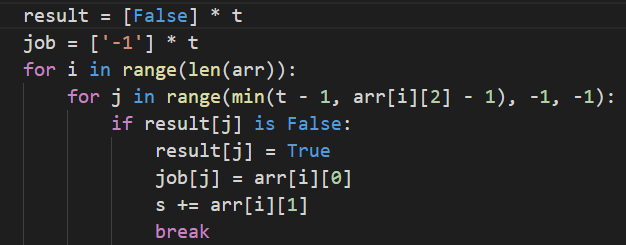 result = [False] * t
job = ['-1'] * t
for i in range(len(arr)):
    for j in range(min(t - 1, arr[i][2] - 1), -1, -1):
        if result[j] is False:
            result[j] = True
            job[j] = arr[i][0]
            s += arr[i][1]
            break